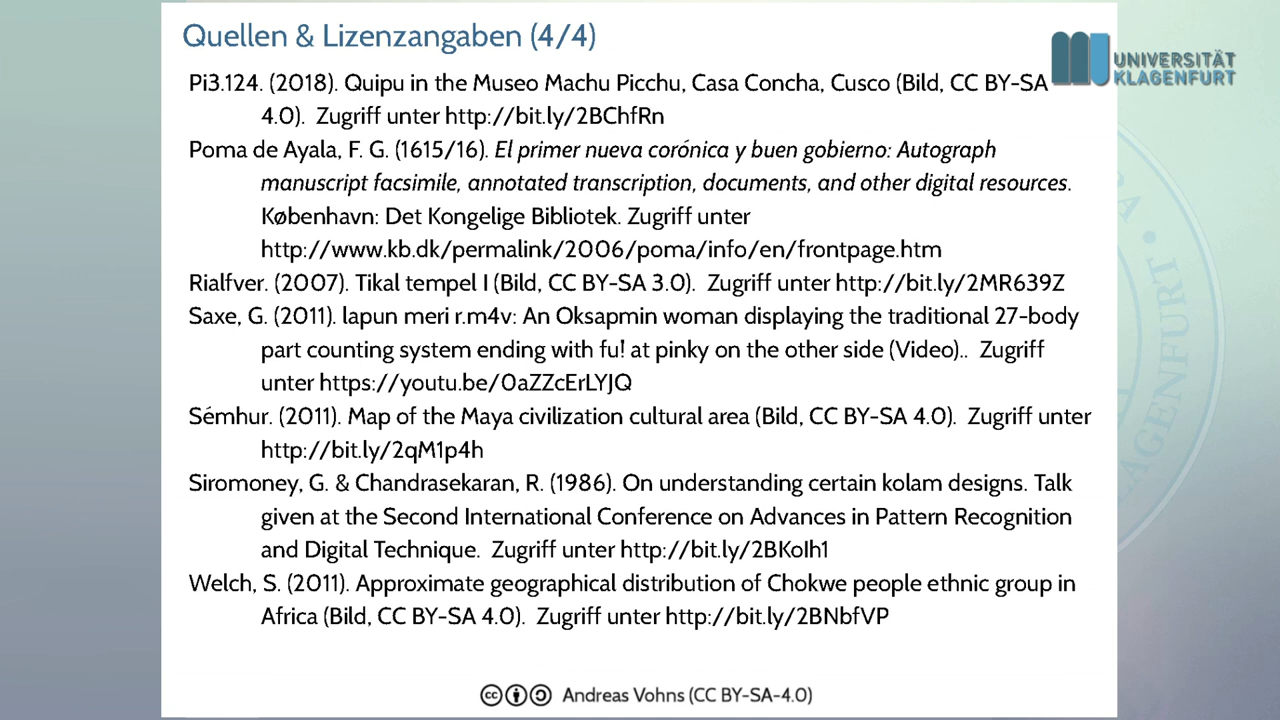 Quellen & Lizenzangaben (4/4)
UNIVERSITÄT
KLAGENFURT
Pi3.124. (2018). Quipu in the Museo Machu Picchu, Casa Concha, Cusco (Bild, CC BY-SA
4.0). Zugriff unter http://bit.ly/2BChfRn
Poma de Ayala, F. G. (1615/16). El primer nueva corónica y buen gobierno: Autograph
manuscript facsimile, annotated transcription, documents, and other digital resources.
København: Det Kongelige Bibliotek. Zugriff unter
http://www.kb.dk/permalink/2006/poma/info/en/frontpage.htm
Rialfver. (2007). Tikal tempel I (Bild, CC BY-SA 3.0). Zugriff unter http://bit.ly/2MR639Z
Saxe, G. (2011). lapun meri r.m4v: An Oksapmin woman displaying the traditional 27-body
part counting system ending with fu! at pinky on the other side (Video).. Zugriff
unter https://youtu.be/0aZZcErLYJQ
Sémhur. (2011). Map of the Maya civilization cultural area (Bild, CC BY-SA 4.0). Zugriff unter
http://bit.ly/2qM1p4h
Siromoney, G. & Chandrasekaran, R. (1986). On understanding certain kolam designs. Talk
given at the Second International Conference on Advances in Pattern Recognition
and Digital Technique. Zugriff unter http://bit.ly/2BKoIh1
Welch, S. (2011). Approximate geographical distribution of Chokwe people ethnic group in
Africa (Bild, CC BY-SA 4.0). Zugriff unter http://bit.ly/2BNbfVP
KLAGENFURT
cc Andreas Vohns (CC BY-SA-4.0)